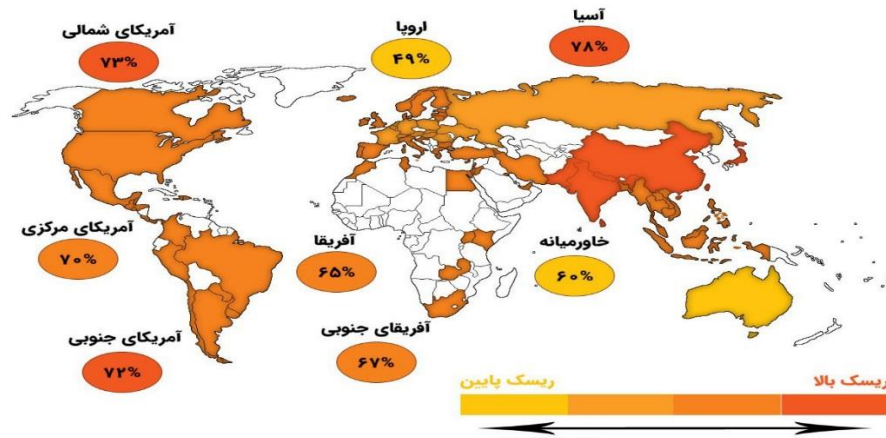 آسیا
۷۸%
اروپا
۴۹%
آمریکای شمالی
۷۳%
خاورمیانه
۶۰%
آفریقا
۶۵%
آمریکای مرکزی
۷۰%
آفریقای جنوبی
۶۷%
آمریکای جنوبی
۷۲%
ریسک بالا
ریسک پایین